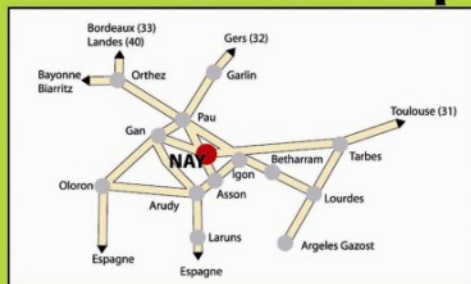 Bordeaux (33)
Landes (40)
Gers (32)
Bayonne
Biarritz
Orthez
Garlin
Toulouse (31)
Pau
Gan
NAY
Igon
Betharram
Tarbes
Oloron
Arudy
Asson
Lourdes
Laruns
Argeles Gazost
Espagne
Espagne